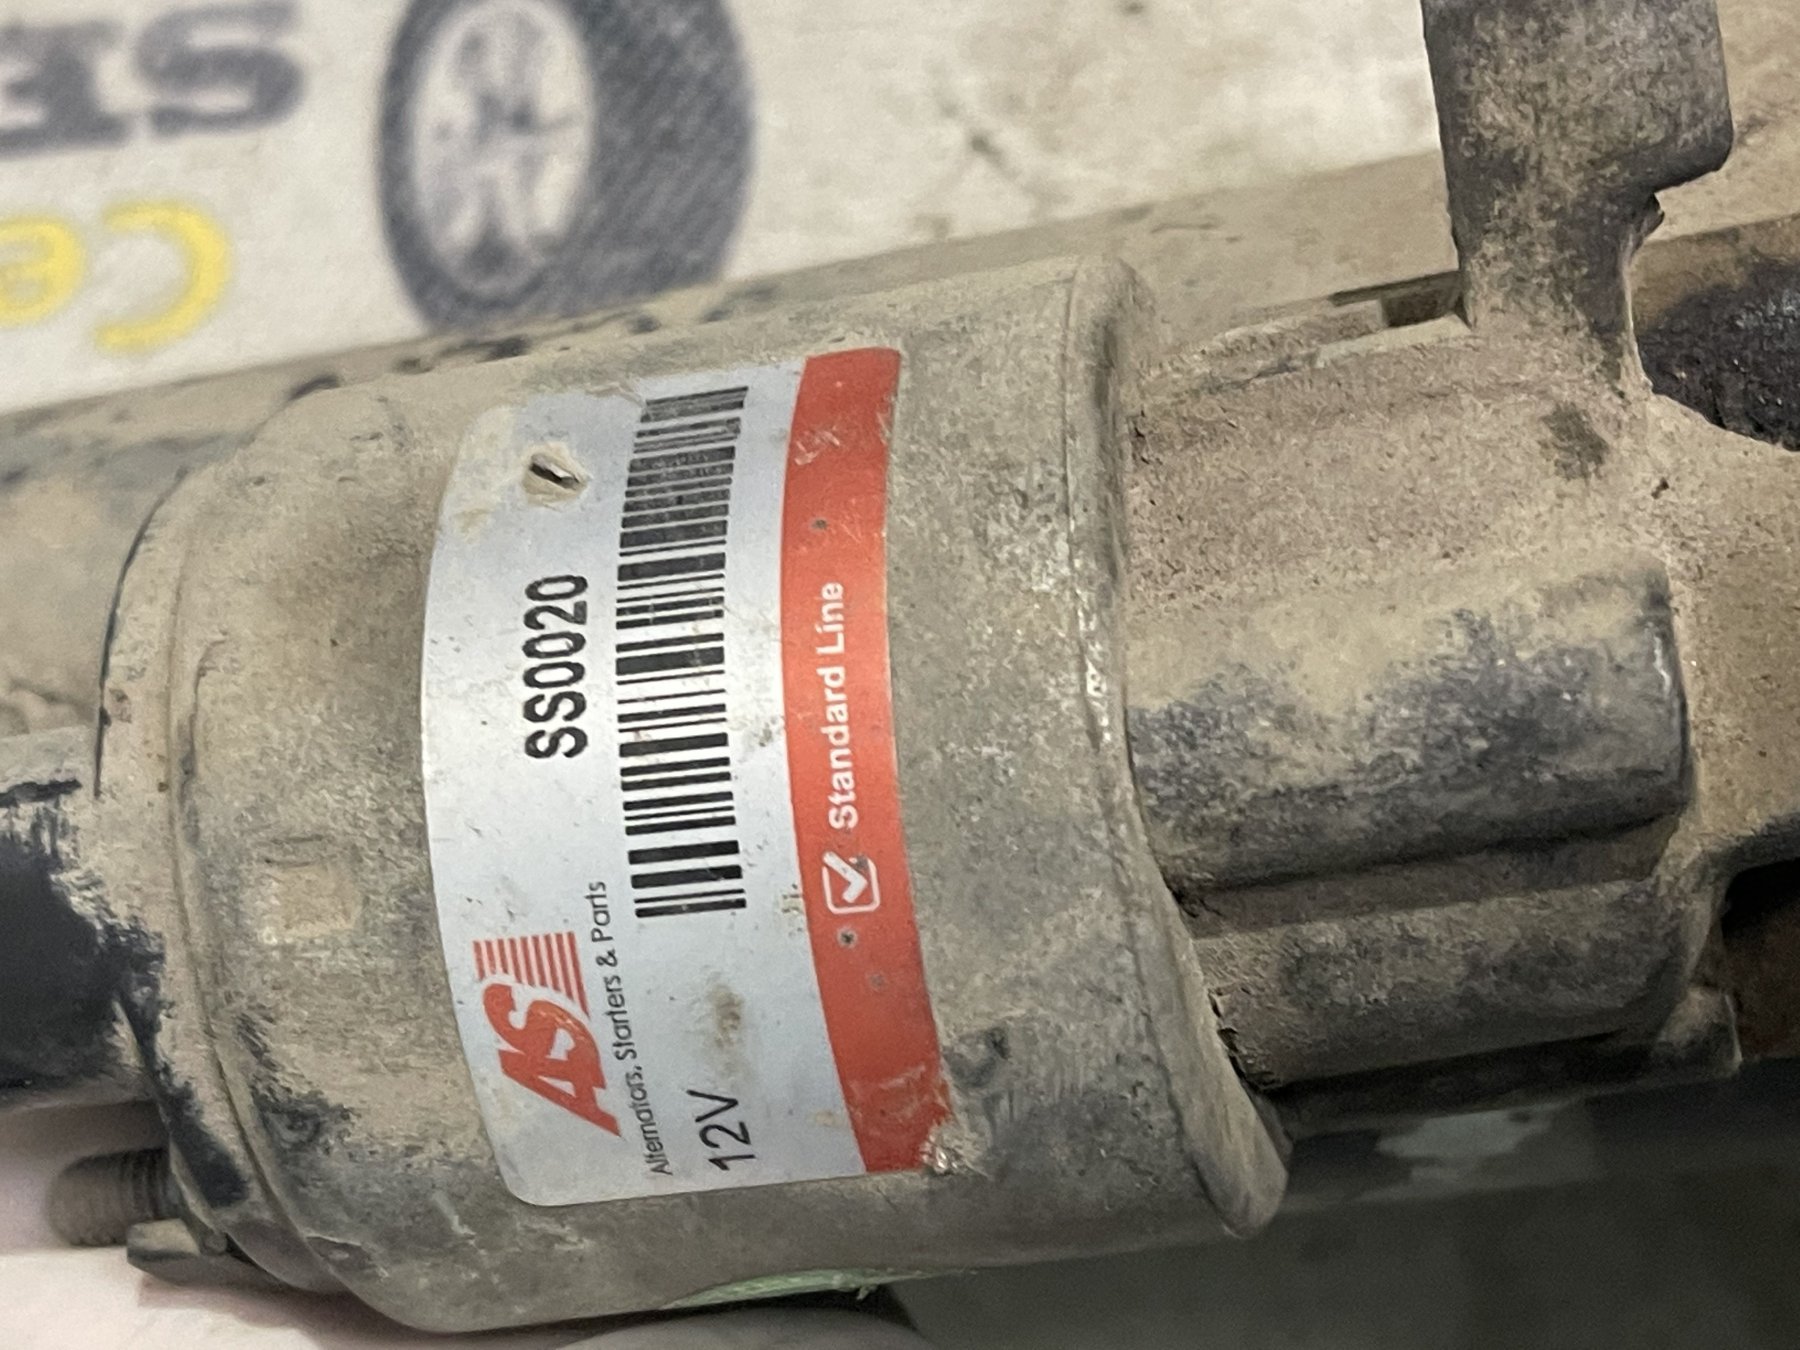 SS0020
AS
Alternators, Starters & Parts
12V
Standard Line